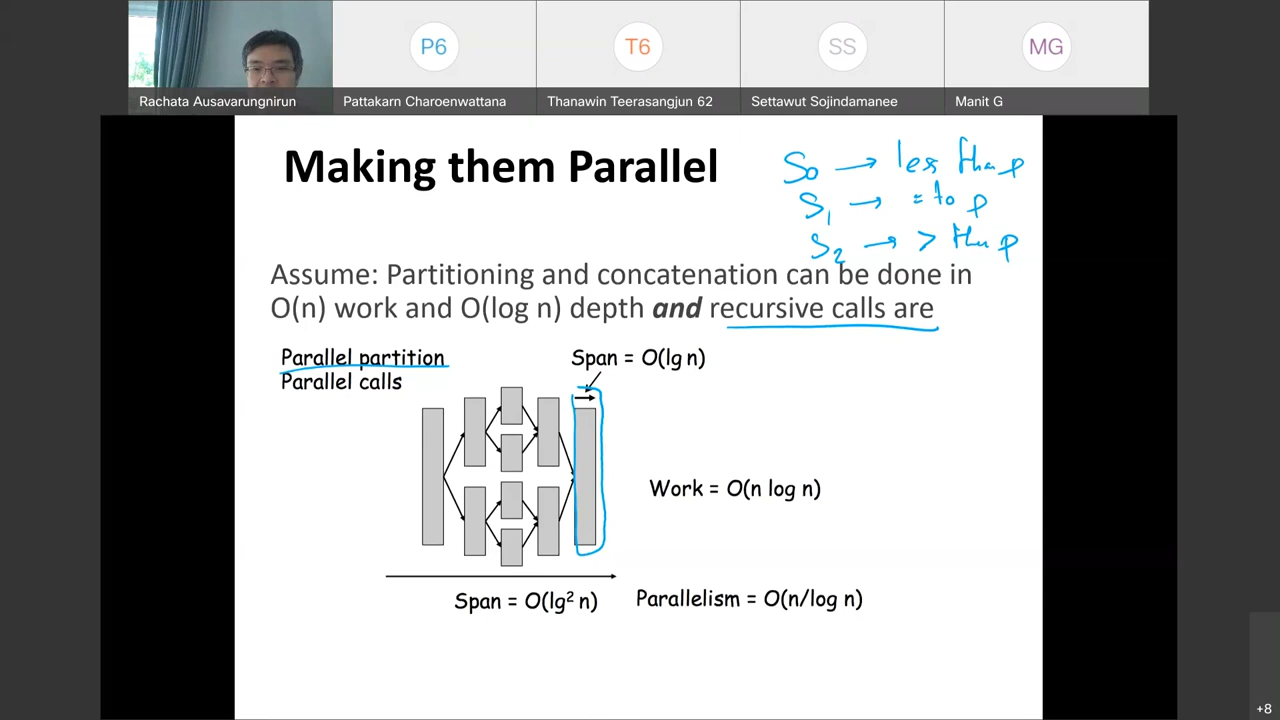 P6
T6
SS
MG
Rachata Ausavarungnirun
Pattakarn Charoenwattana
Thanawin Teerasangjun 62
Settawut Sojindamanee
Manit G
Making them Parallel
S0 → less than p
S1 → = to p
S2 → > than p
Assume: Partitioning and concatenation can be done in
O(n) work and O(log n) depth and recursive calls are
Parallel partition
Parallel calls
Span = O(lg n)
Work = O(n log n)
Span = O(lg² n)
Parallelism = O(n/log n)
+8